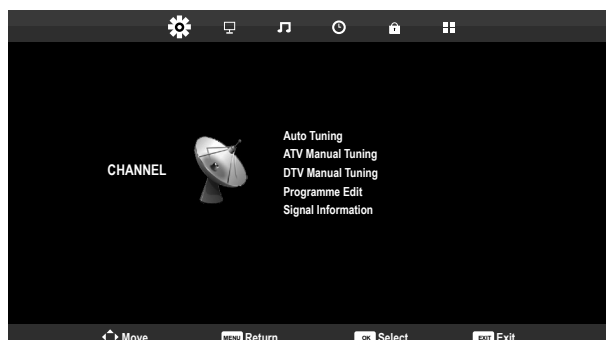 Auto Tuning
ATV Manual Tuning
CHANNEL
DTV Manual Tuning
Programme Edit
Signal Information
Move MENU Return OK Select EXIT Exit